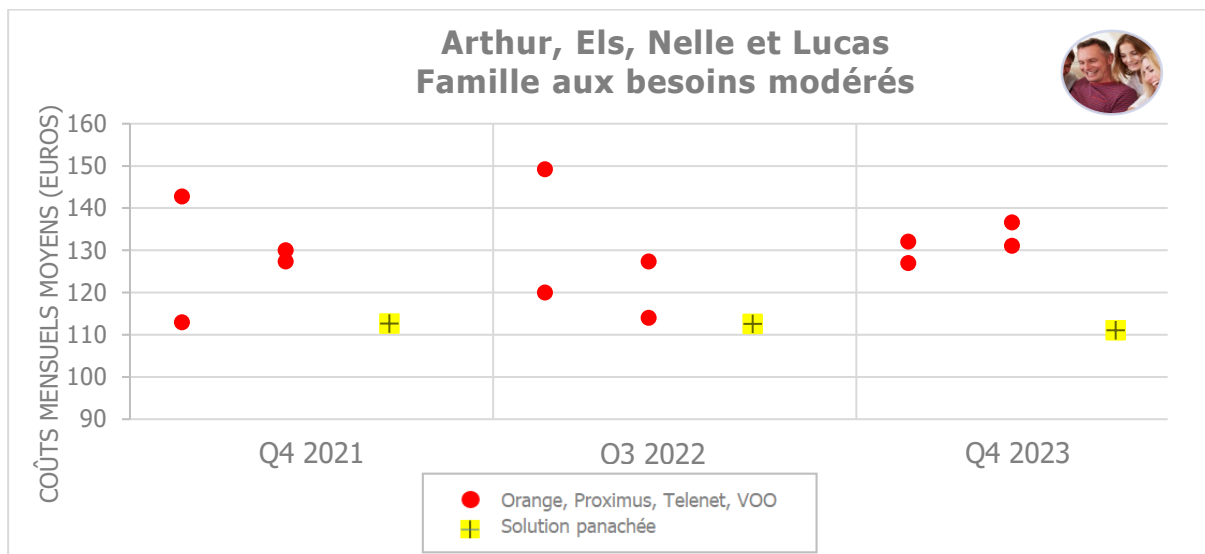 Arthur, Els, Nelle et Lucas
Famille aux besoins modérés
COÛTS MENSUELS MOYENS (EUROS)
160
150
140
130
120
110
100
90
Q4 2021
O3 2022
Q4 2023
Orange, Proximus, Telenet, VOO
Solution panachée